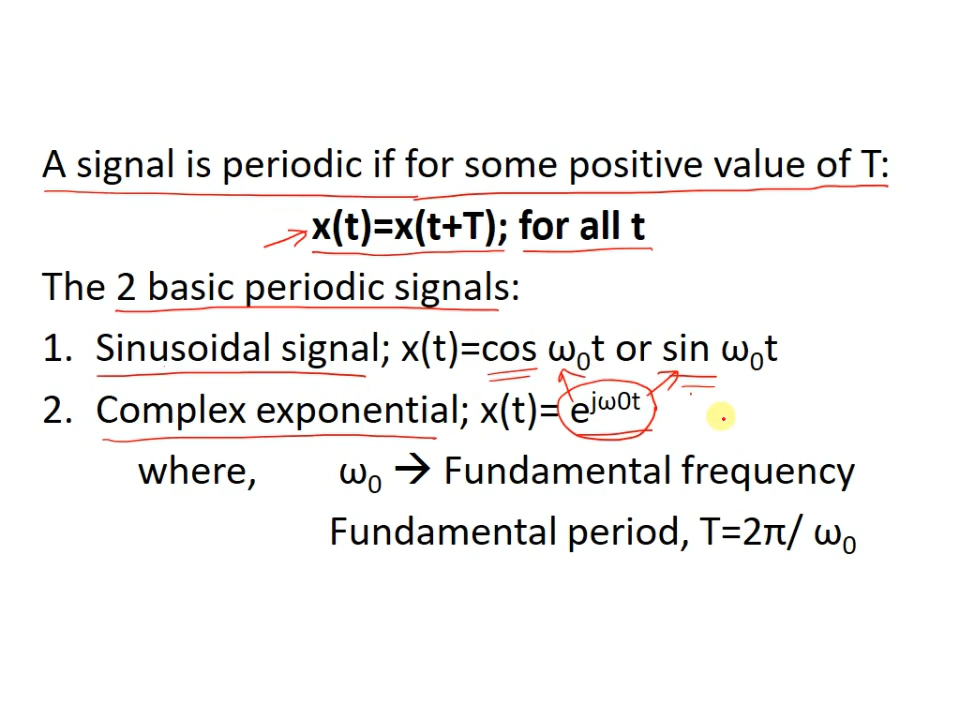 A signal is periodic if for some positive value of T:
x(t)=x(t+T); for all t
The 2 basic periodic signals:
1. Sinusoidal signal; x(t)=cos ω₀t or sin ω₀t
2. Complex exponential; x(t)= e^jω0t
where, ω₀ → Fundamental frequency
Fundamental period, T=2π/ ω₀